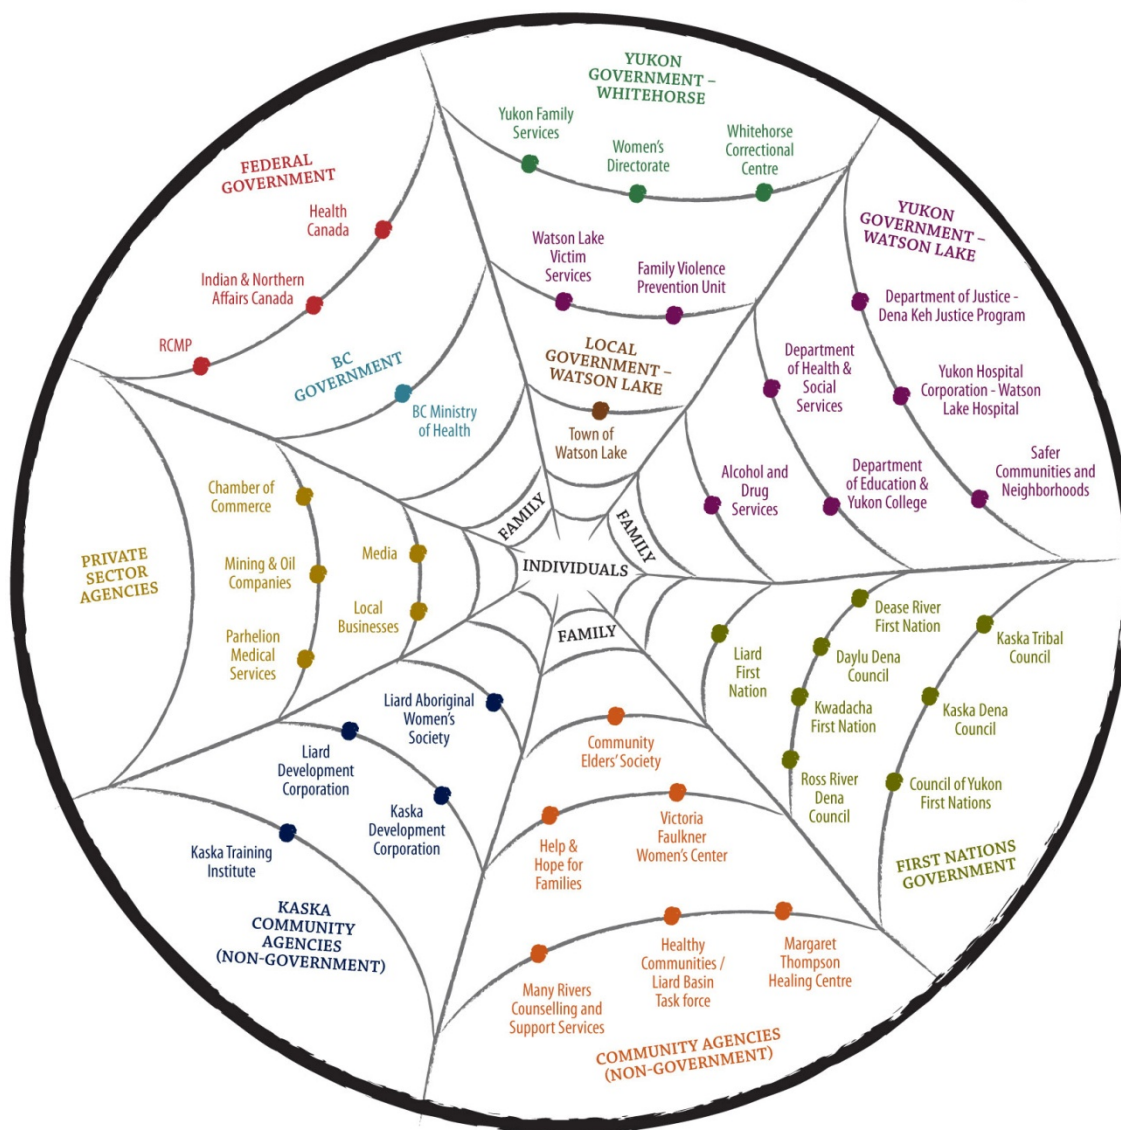 YUKON
GOVERNMENT –
WHITEHORSE
Yukon Family
Services
Women's
Directorate
Whitehorse
Correctional
Centre
FEDERAL
GOVERNMENT
Health
Canada
Indian & Northern
Affairs Canada
RCMP
YUKON
GOVERNMENT –
WATSON LAKE
Watson Lake
Victim
Services
Family Violence
Prevention Unit
Department of Justice -
Dena Keh Justice Program
Department
of Health &
Social
Services
Yukon Hospital
Corporation - Watson
Lake Hospital
Alcohol and
Drug
Services
Department
of Education &
Yukon College
Safer
Communities and
Neighborhoods
BC
GOVERNMENT
BC Ministry
of Health
LOCAL
GOVERNMENT –
WATSON LAKE
Town of
Watson Lake
PRIVATE
SECTOR
AGENCIES
Chamber of
Commerce
Mining & Oil
Companies
Parhelion
Medical
Services
Media
Local
Businesses
FAMILY
FAMILY
INDIVIDUALS
FAMILY
Liard
First
Nation
Dease River
First Nation
Daylu Dena
Council
Kwadacha
First Nation
Ross River
Dena
Council
Kaska Tribal
Council
Kaska Dena
Council
Council of Yukon
First Nations
FIRST NATIONS
GOVERNMENT
Liard Aboriginal
Women's
Society
Liard
Development
Corporation
Kaska
Development
Corporation
Kaska Training
Institute
KASKA
COMMUNITY
AGENCIES
(NON-GOVERNMENT)
Community
Elders' Society
Help &
Hope for
Families
Victoria
Faulkner
Women's Center
Many Rivers
Counselling and
Support Services
Healthy
Communities /
Liard Basin
Task force
Margaret
Thompson
Healing Centre
COMMUNITY AGENCIES
(NON-GOVERNMENT)